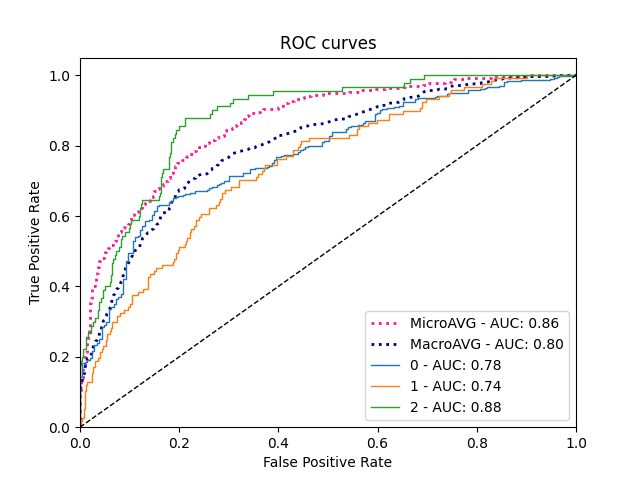 ROC curves
True Positive Rate
1.0
0.8
0.6
0.4
0.2
0.0
MicroAVG - AUC: 0.86
MacroAVG - AUC: 0.80
0 - AUC: 0.78
1 - AUC: 0.74
2 - AUC: 0.88
0.0 0.2 0.4 0.6 0.8 1.0
False Positive Rate